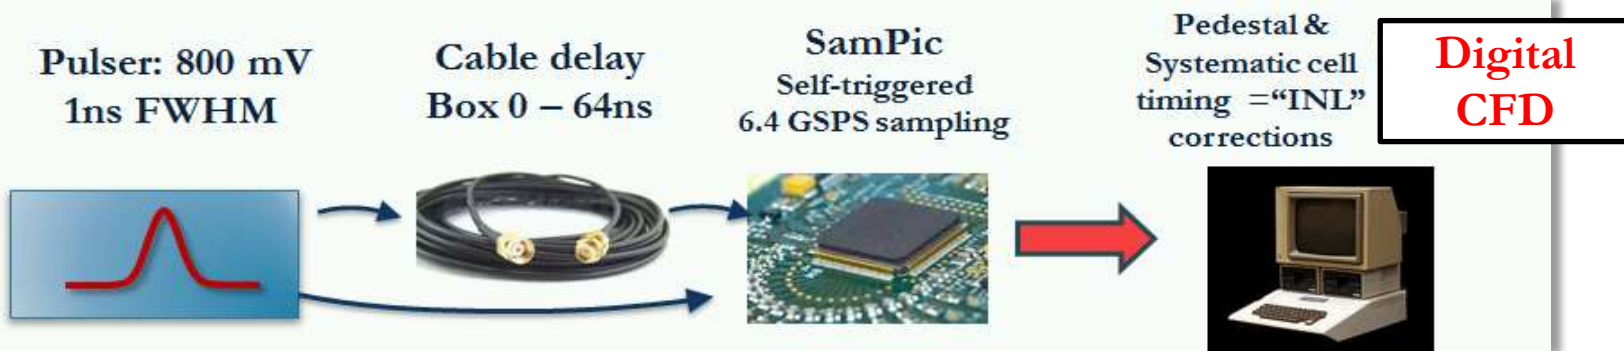 Pulser: 800 mV
1ns FWHM
Cable delay
Box 0 – 64ns
SamPic
Self-triggered
6.4 GSPS sampling
Pedestal &
Systematic cell
timing =“INL”
corrections
Digital
CFD